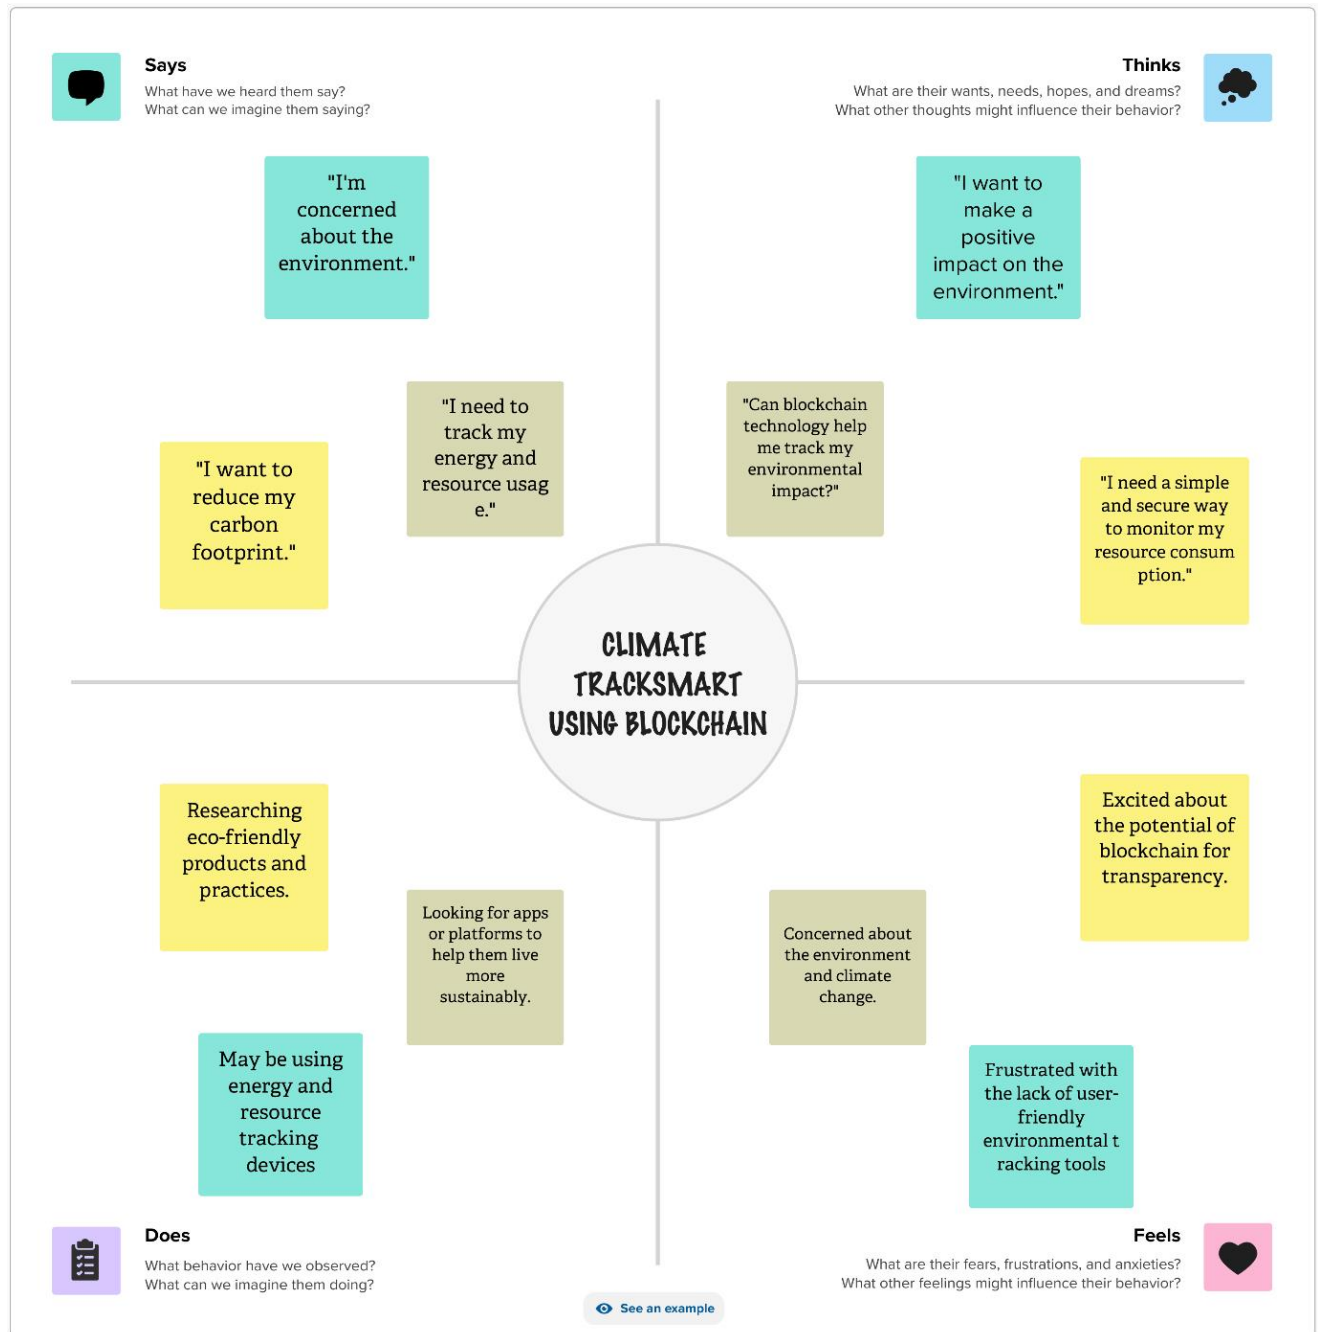 Says
What have we heard them say?
What can we imagine them saying?
Thinks
What are their wants, needs, hopes, and dreams?
What other thoughts might influence their behavior?
"I'm
concerned
about the
environment."
"I want to
make a
positive
impact on the
environment."
"I need to
track my
energy and
resource usag
e."
"Can blockchain
technology help
me track my
environmental
impact?"
"I want to
reduce my
carbon
footprint."
"I need a simple
and secure way
to monitor my
resource consum
ption."
CLIMATE
TRACKSMART
USING BLOCKCHAIN
Researching
eco-friendly
products and
practices.
Looking for apps
or platforms to
help them live
more
sustainably.
May be using
energy and
resource
tracking
devices
Excited about
the potential of
blockchain for
transparency.
Concerned about
the environment
and climate
change.
Frustrated with
the lack of user-
friendly
environmental t
racking tools
Does
What behavior have we observed?
What can we imagine them doing?
Feels
What are their fears, frustrations, and anxieties?
What other feelings might influence their behavior?
See an example